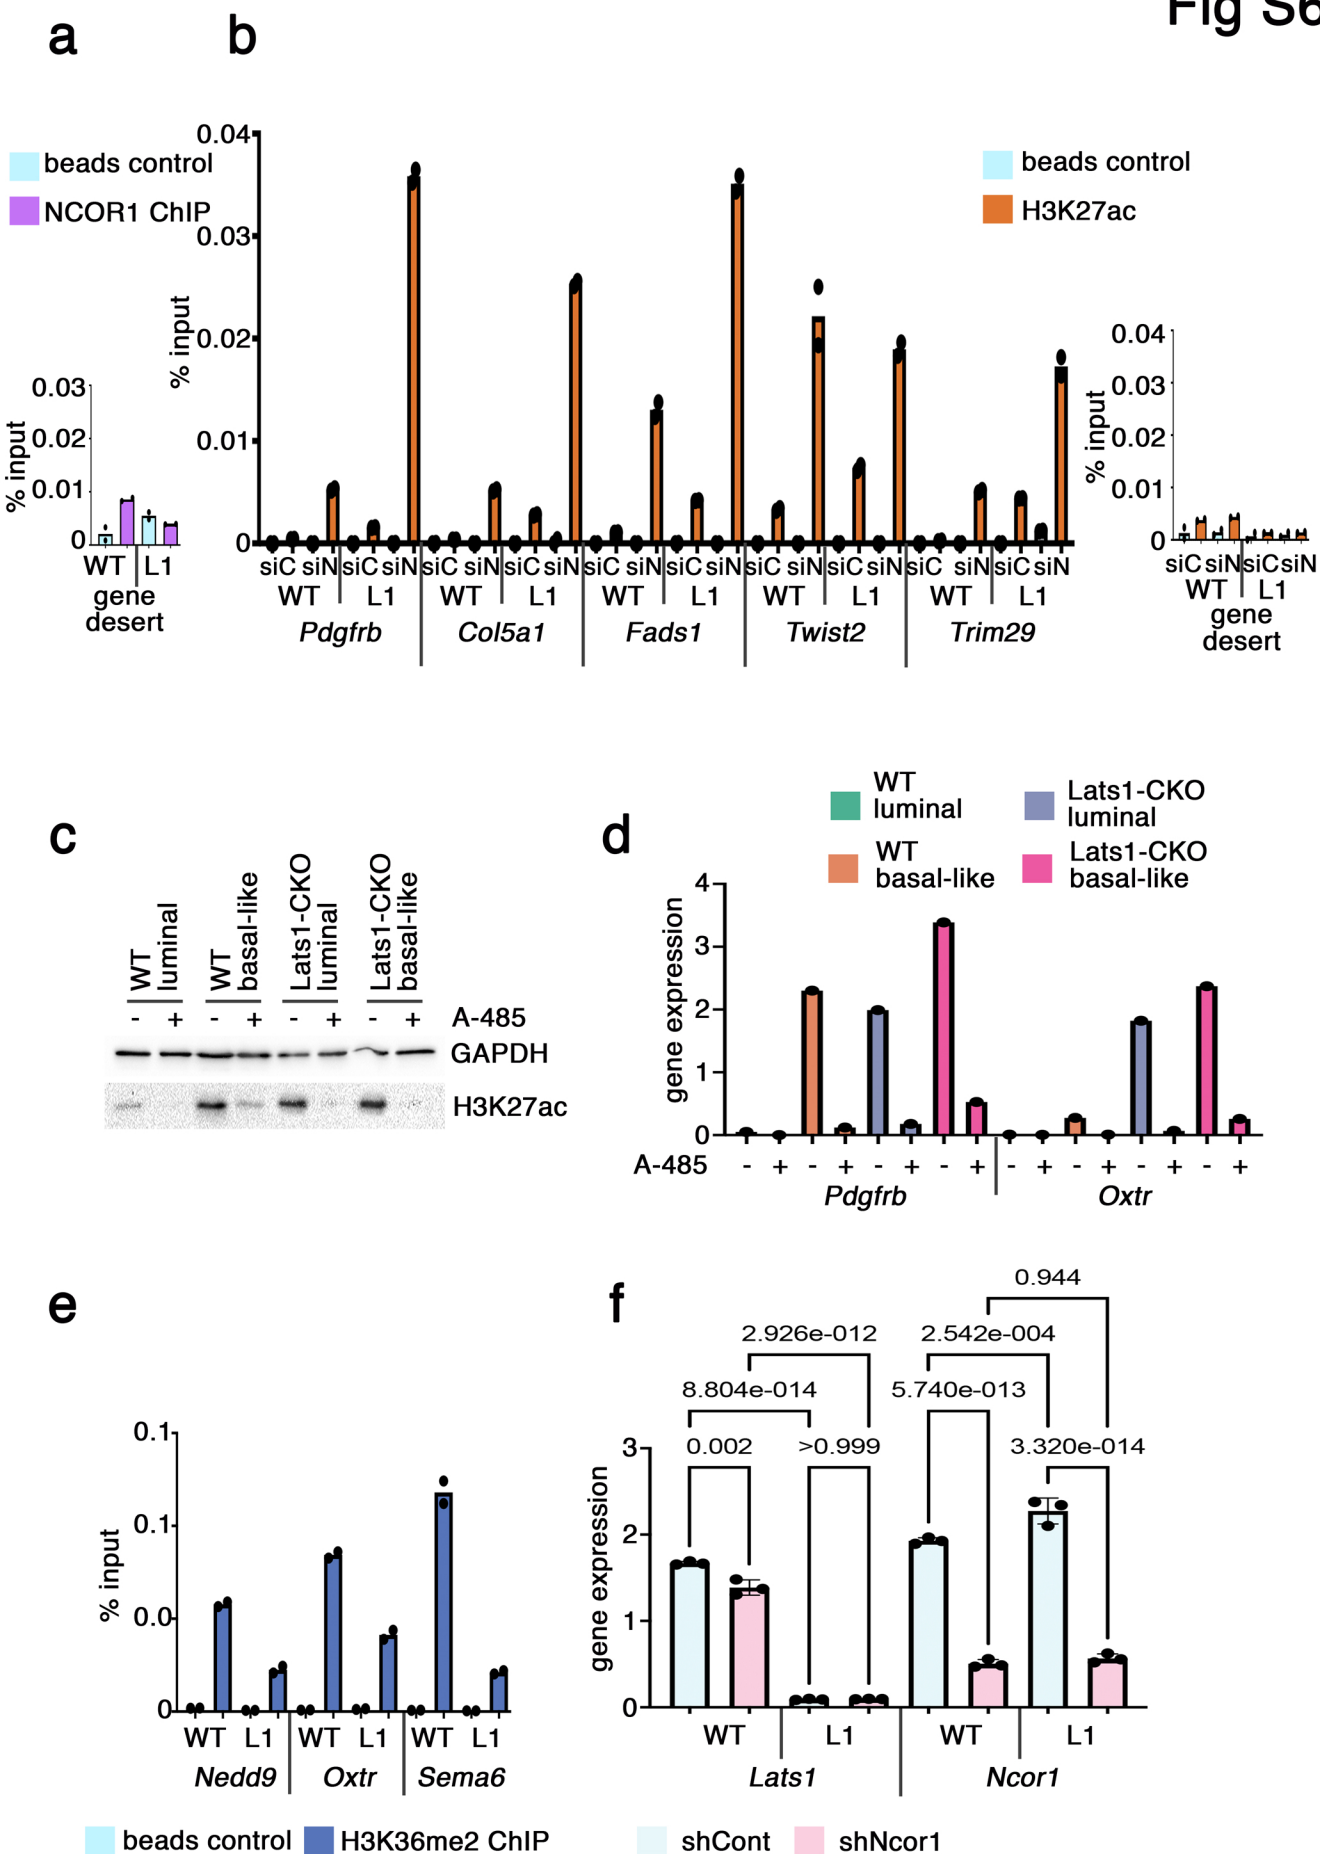 Fig S6
a
b
beads control
NCOR1 ChIP
% input
0.03
0.02
0.01
0
WT L1
gene
desert
beads control
H3K27ac
% input
0.04
0.03
0.02
0.01
0
siC siN siC siN siC siN siC siN siC siN siC siN siC siN siC siN siC siN siC siN
WT L1 WT L1 WT L1 WT L1 WT L1
Pdgfrb Col5a1 Fads1 Twist2 Trim29
% input
0.04
0.03
0.02
0.01
0
siC siN siC siN
WT L1
gene
desert
c
WT
luminal
WT
basal-like
Lats1-CKO
luminal
Lats1-CKO
basal-like
- + - + - + - + A-485
GAPDH
H3K27ac
d
WT
luminal
Lats1-CKO
luminal
WT
basal-like
Lats1-CKO
basal-like
gene expression
4
3
2
1
0
A-485 - + - + - + - + - + - + - + - +
Pdgfrb Oxtr
e
% input
0.1
0.1
0.0
0
WT L1 WT L1 WT L1
Nedd9 Oxtr Sema6
beads control H3K36me2 ChIP
f
0.944
2.926e-012 2.542e-004
8.804e-014 5.740e-013
0.002 >0.999 3.320e-014
gene expression
3
2
1
0
WT L1 WT L1
Lats1 Ncor1
shCont shNcor1